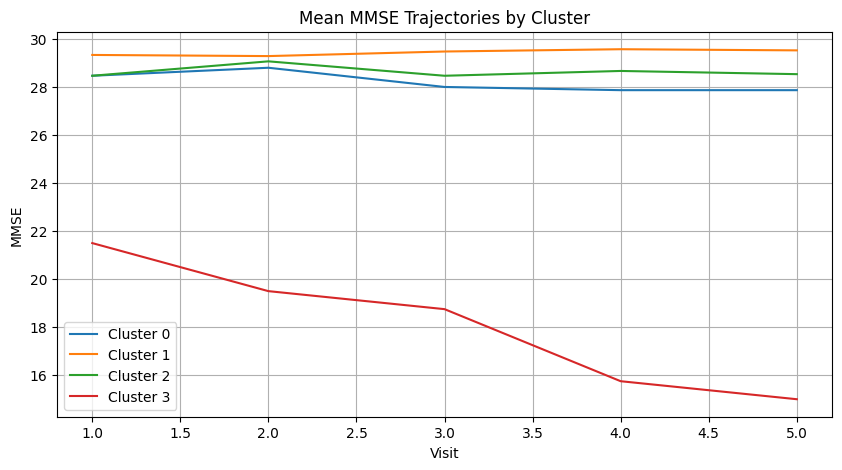 Mean MMSE Trajectories by Cluster
30
28
26
24
22
20
18
16
MMSE
Cluster 0
Cluster 1
Cluster 2
Cluster 3
1.0 1.5 2.0 2.5 3.0 3.5 4.0 4.5 5.0
Visit